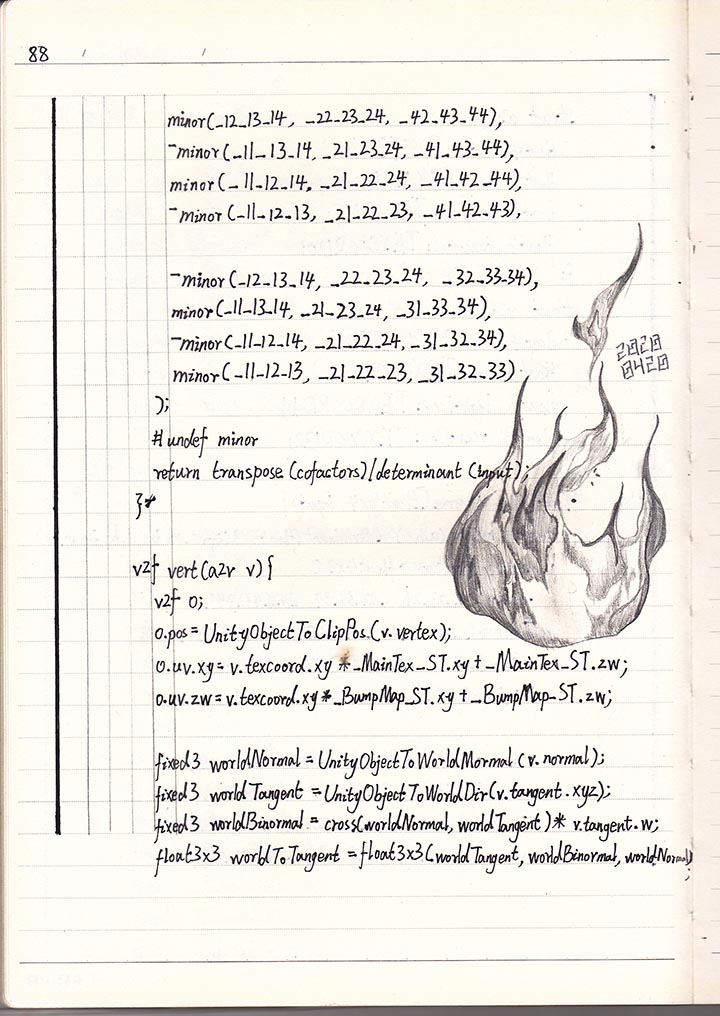 88
minor(_12_13_14, _22_23_24, _42_43_44),
-minor(_11_13_14, _21_23_24, _41_43_44),
minor(_11_12_14, _21_22_24, _41_42_44),
-minor(_11_12_13, _21_22_23, _41_42_43),
-minor(_12_13_14, _22_23_24, _32_33_34),
minor(_11_13_14, _21_23_24, _31_33_34),
-minor(_11_12_14, _21_22_24, _31_32_34),
minor(_11_12_13, _21_22_23, _31_32_33)
2020
0420
);
#undef minor
return transpose(cofactors)/determinant(input);
}*
v2f vert(a2v v){
v2f o;
o.pos = UnityObjectToClipPos(v.vertex);
o.uv.xy = v.texcoord.xy * _MainTex_ST.xy + _MainTex_ST.zw;
o.uv.zw = v.texcoord.xy * _BumpMap_ST.xy + _BumpMap_ST.zw;
fixed3 worldNormal = UnityObjectToWorldMormal(v.normal);
fixed3 worldTangent = UnityObjectToWorldDir(v.tangent.xyz);
fixed3 worldBinormal = cross(worldNormal, worldTangent) * v.tangent.w;
float3x3 worldToTangent = float3x3(worldTangent, worldBinormal, worldNormal);